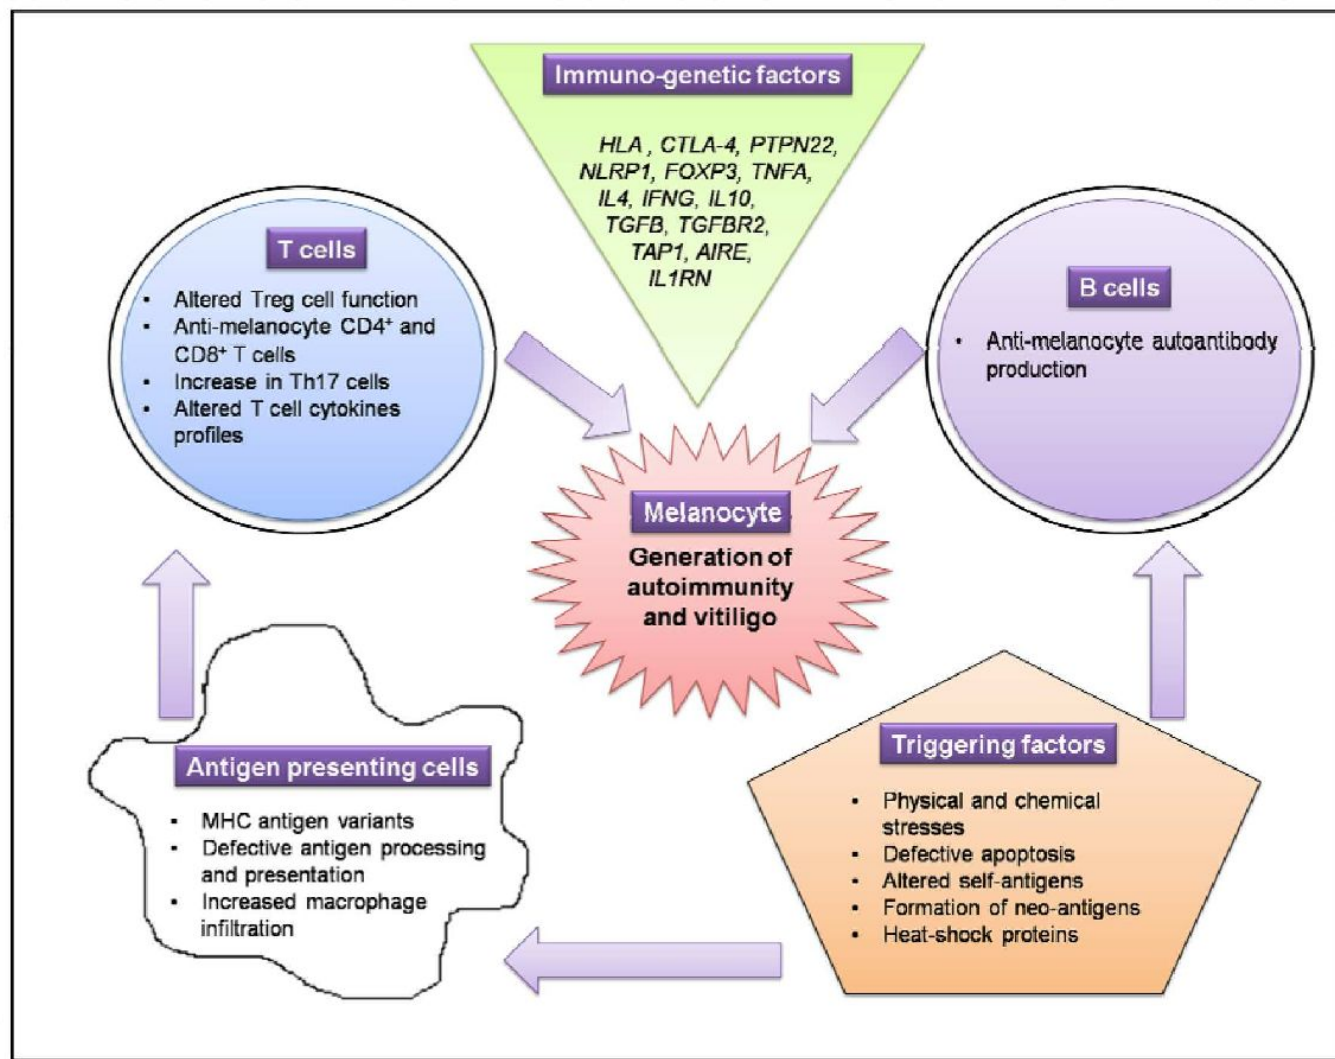 Immuno-genetic factors
HLA , CTLA-4, PTPN22,
NLRP1, FOXP3, TNFA,
IL4, IFNG, IL10,
TGFB, TGFBR2,
TAP1, AIRE,
IL1RN
T cells
• Altered Treg cell function
• Anti-melanocyte CD4⁺ and
CD8⁺ T cells
• Increase in Th17 cells
• Altered T cell cytokines
profiles
B cells
• Anti-melanocyte autoantibody
production
Melanocyte
Generation of
autoimmunity
and vitiligo
Antigen presenting cells
• MHC antigen variants
• Defective antigen processing
and presentation
• Increased macrophage
infiltration
Triggering factors
• Physical and chemical
stresses
• Defective apoptosis
• Altered self-antigens
• Formation of neo-antigens
• Heat-shock proteins